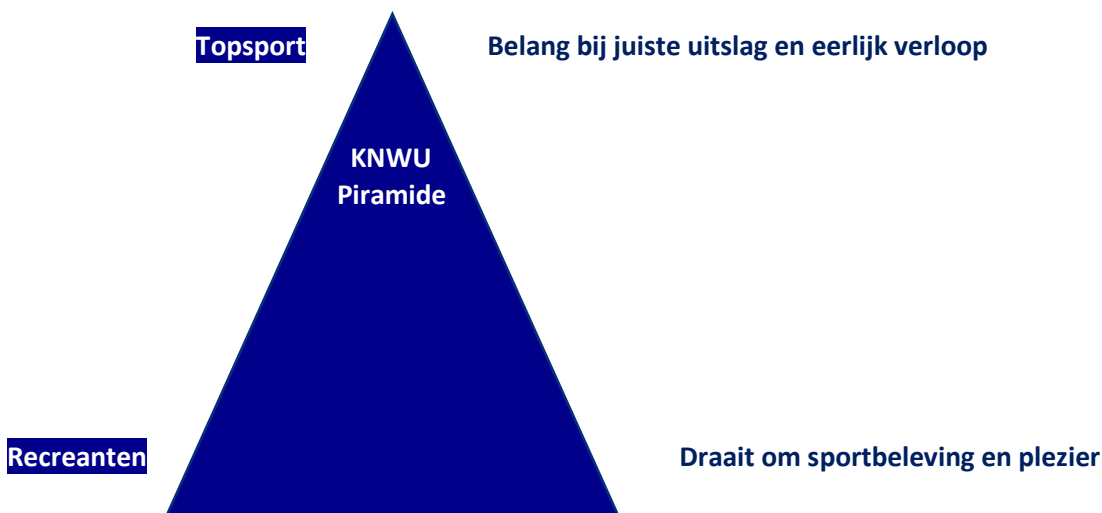 Topsport
Belang bij juiste uitslag en eerlijk verloop
KNWU
Piramide
Recreanten
Draait om sportbeleving en plezier